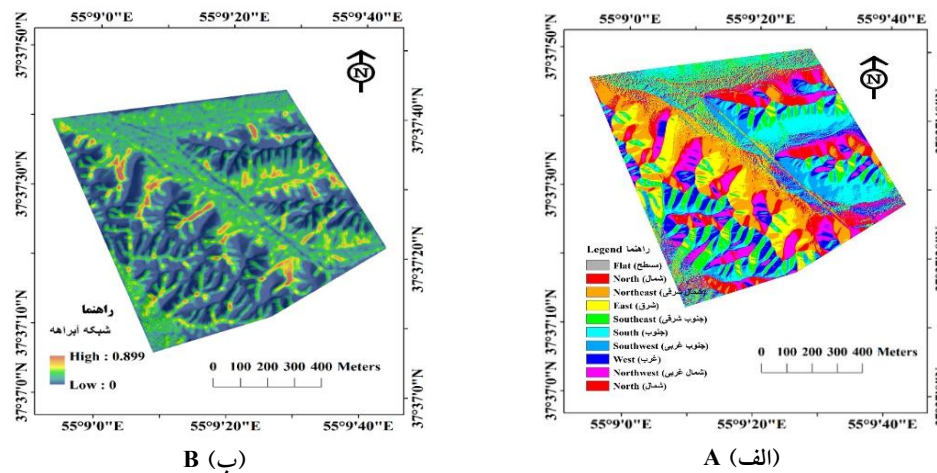 55°9'0"E 55°9'20"E 55°9'40"E
37°37'50"N
37°37'40"N
37°37'30"N
37°37'20"N
37°37'10"N
37°37'0"N
N
راهنما
شبکه آبراهه
High : 0.899
Low : 0
0 100 200 300 400 Meters
55°9'0"E 55°9'20"E 55°9'40"E
B (ب)
55°9'0"E 55°9'20"E 55°9'40"E
37°37'50"N
37°37'40"N
37°37'30"N
37°37'20"N
37°37'10"N
37°37'0"N
N
Legend راهنما
Flat (مسطح)
North (شمال)
Northeast (شمال شرقی)
East (شرق)
Southeast (جنوب شرقی)
South (جنوب)
Southwest (جنوب غربی)
West (غرب)
Northwest (شمال غربی)
North (شمال)
0 100 200 300 400 Meters
55°9'0"E 55°9'20"E 55°9'40"E
A (الف)